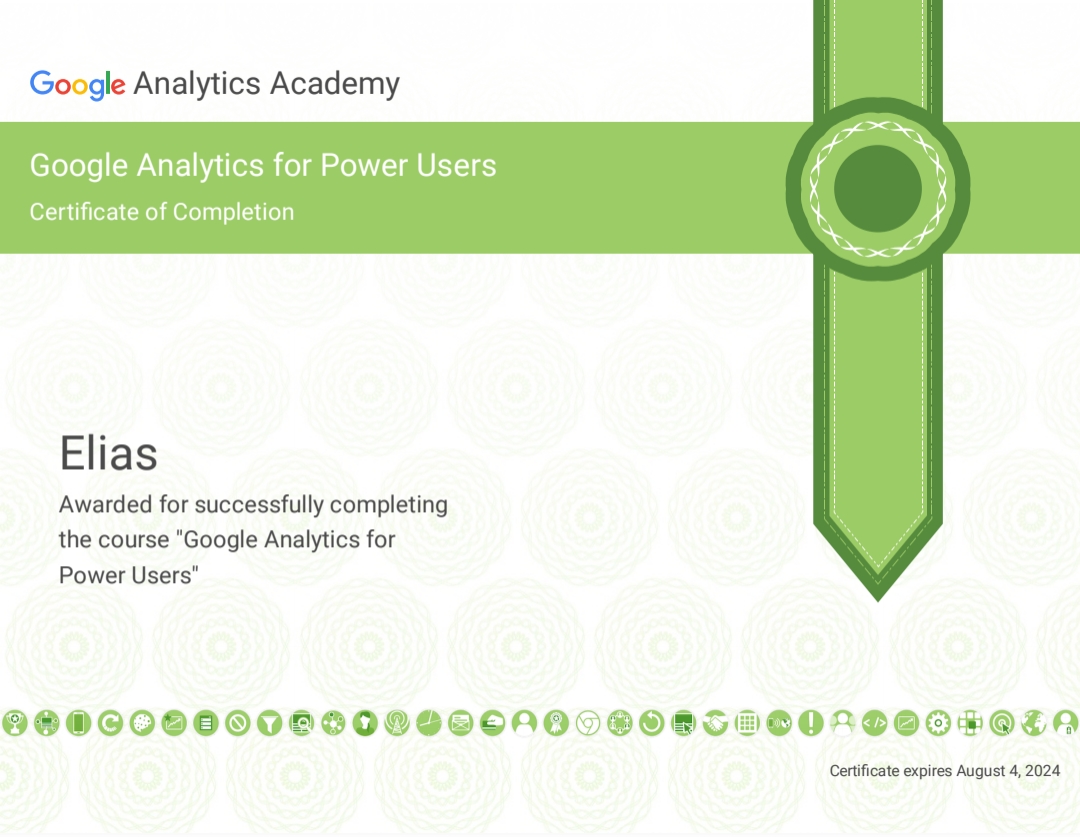 Google Analytics Academy
Google Analytics for Power Users
Certificate of Completion
Elias
Awarded for successfully completing
the course "Google Analytics for
Power Users"
Certificate expires August 4, 2024